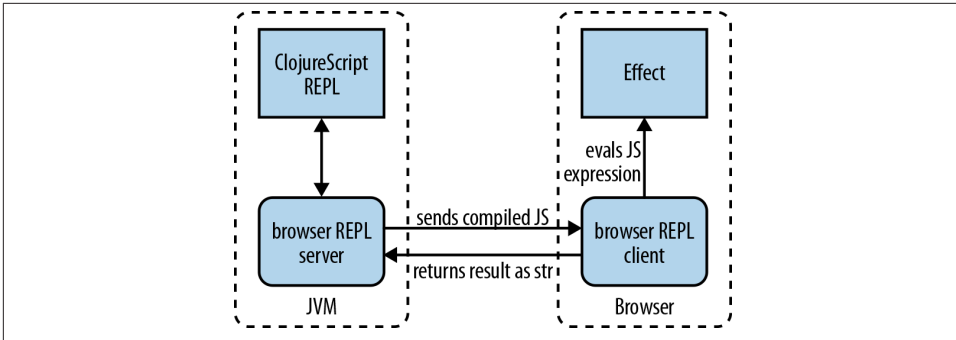 ClojureScript
REPL
Effect
evals JS
expression
browser REPL
server
sends compiled JS
returns result as str
browser REPL
client
JVM
Browser